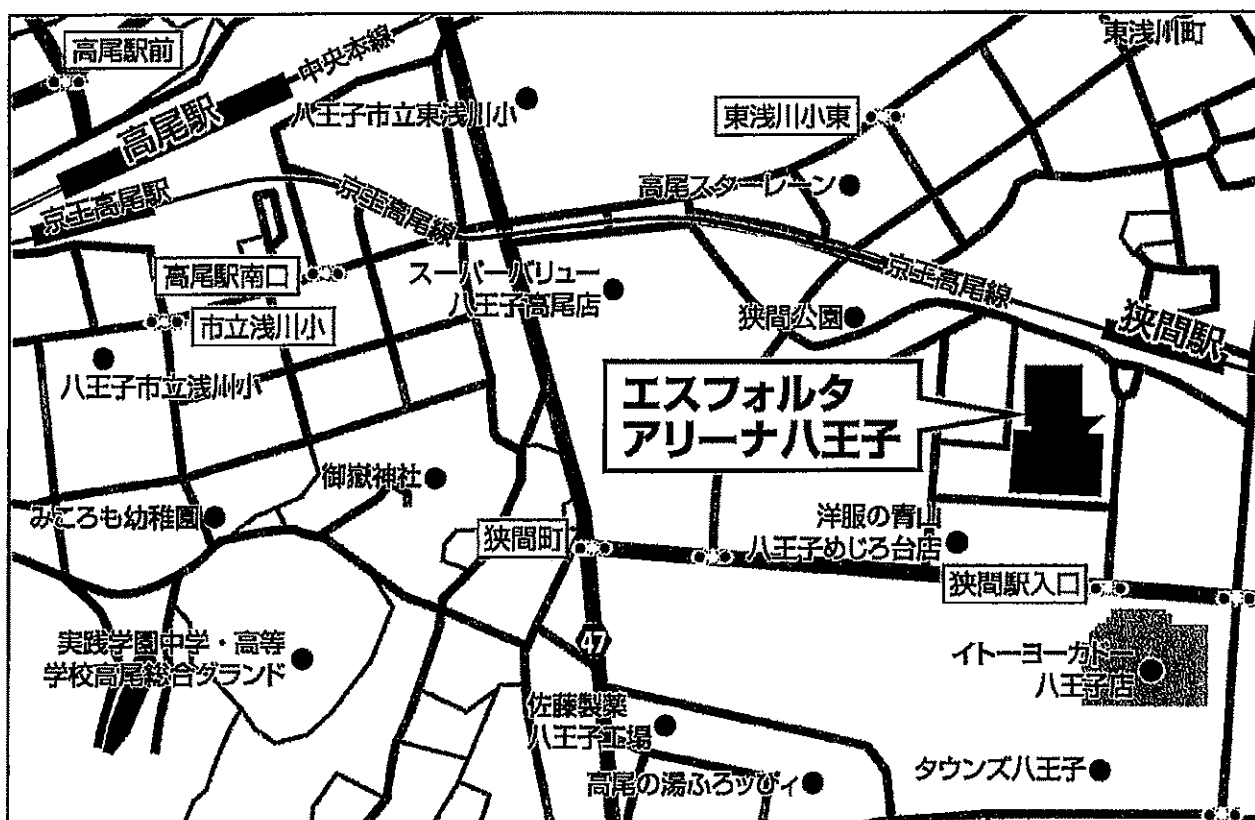 高尾駅前
中央本線
東浅川町
高尾駅
八王子市立東浅川小
東浅川小東
京王高尾駅
京王高尾線
高尾スターレーン
高尾駅南口
スーパーバリュー
八王子高尾店
京王高尾線
市立浅川小
狭間公園
狭間駅
八王子市立浅川小
エスフォルタ
アリーナ八王子
御嶽神社
みころも幼稚園
狭間町
洋服の青山
八王子めじろ台店
狭間駅入口
47
実践学園中学・高等
学校高尾総合グランド
イトーヨーカドー
八王子店
佐藤製薬
八王子工場
高尾の湯ふろッぴィ
タウンズ八王子